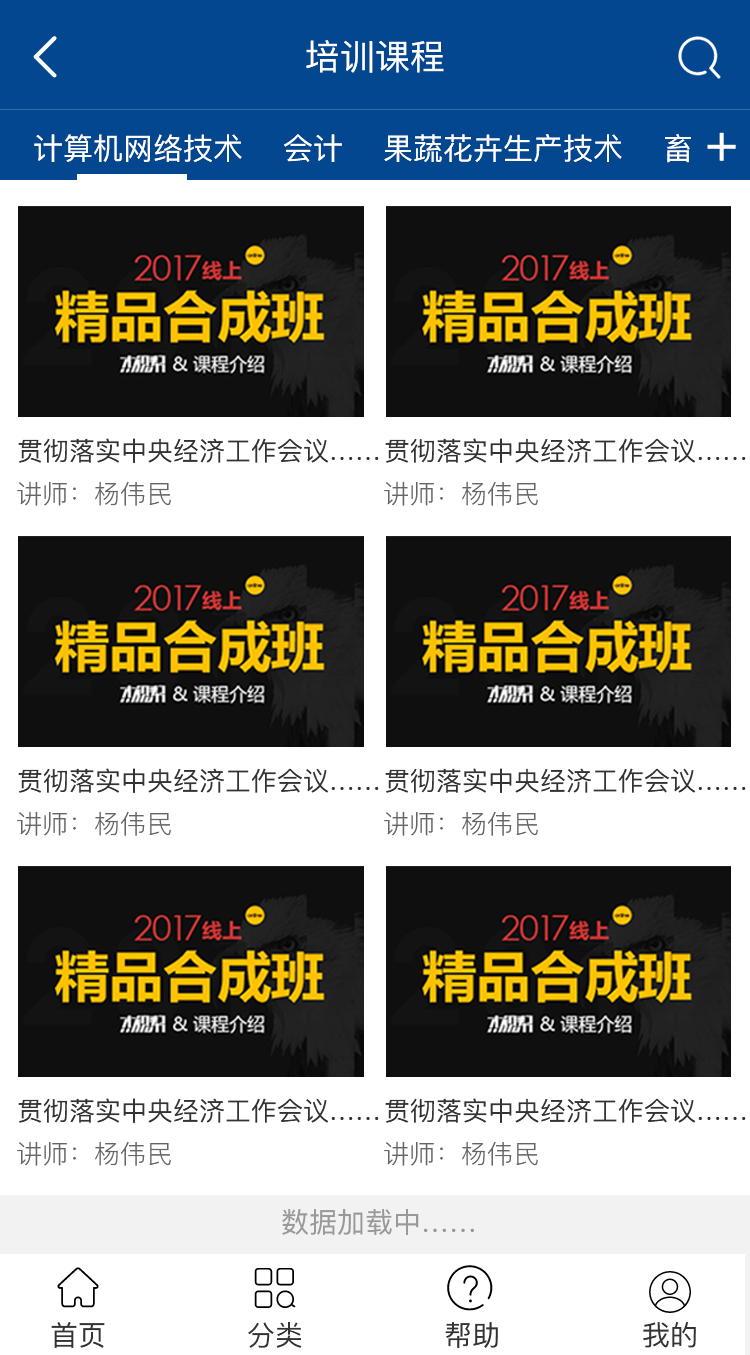 培训课程
计算机网络技术 会计 果蔬花卉生产技术 畜
2017线上 online
精品合成班
& 课程介绍
2017线上 online
精品合成班
& 课程介绍
贯彻落实中央经济工作会议…… 贯彻落实中央经济工作会议……
讲师：杨伟民 讲师：杨伟民
2017线上 online
精品合成班
& 课程介绍
2017线上 online
精品合成班
& 课程介绍
贯彻落实中央经济工作会议…… 贯彻落实中央经济工作会议……
讲师：杨伟民 讲师：杨伟民
2017线上 online
精品合成班
& 课程介绍
2017线上 online
精品合成班
& 课程介绍
贯彻落实中央经济工作会议…… 贯彻落实中央经济工作会议……
讲师：杨伟民 讲师：杨伟民
数据加载中……
首页 分类 帮助 我的